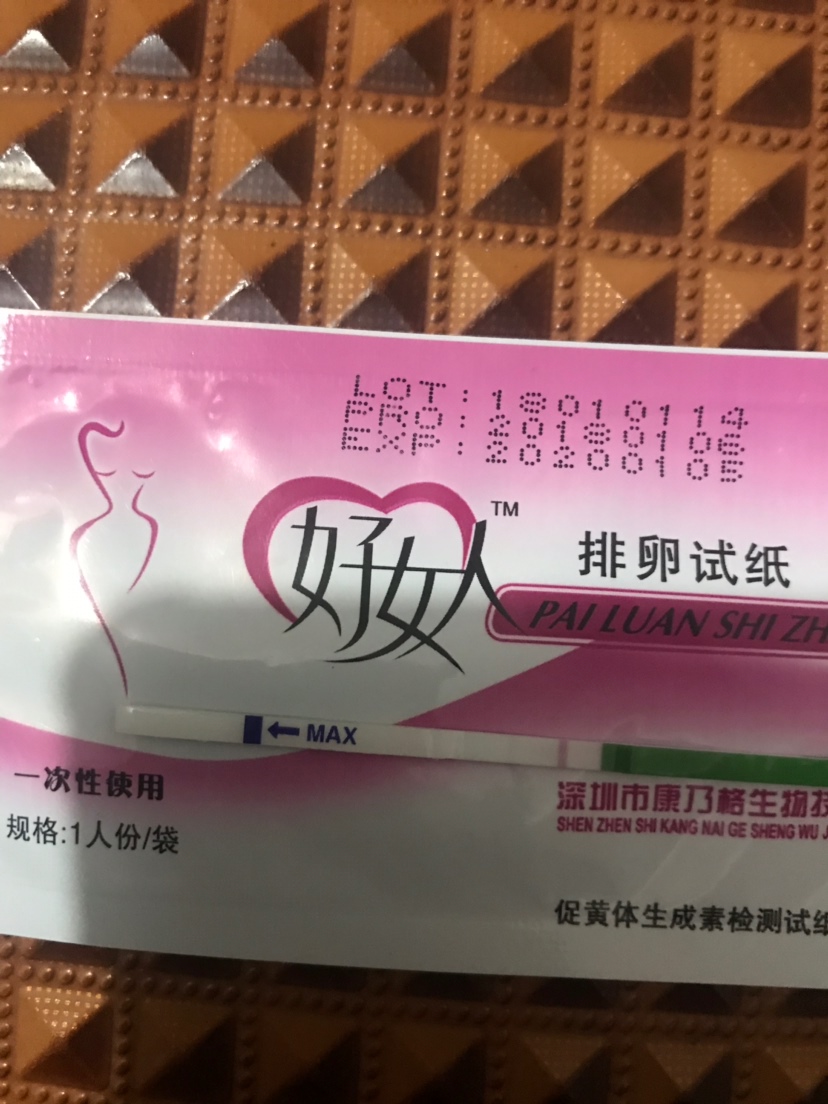 LOT: 18010114
PRO: 20180106
EXP: 20200105
好女人™
排卵试纸
PAI LUAN SHI ZH
MAX
一次性使用
规格:1人份/袋
深圳市康乃格生物技
SHEN ZHEN SHI KANG NAI GE SHENG WU J
促黄体生成素检测试纸